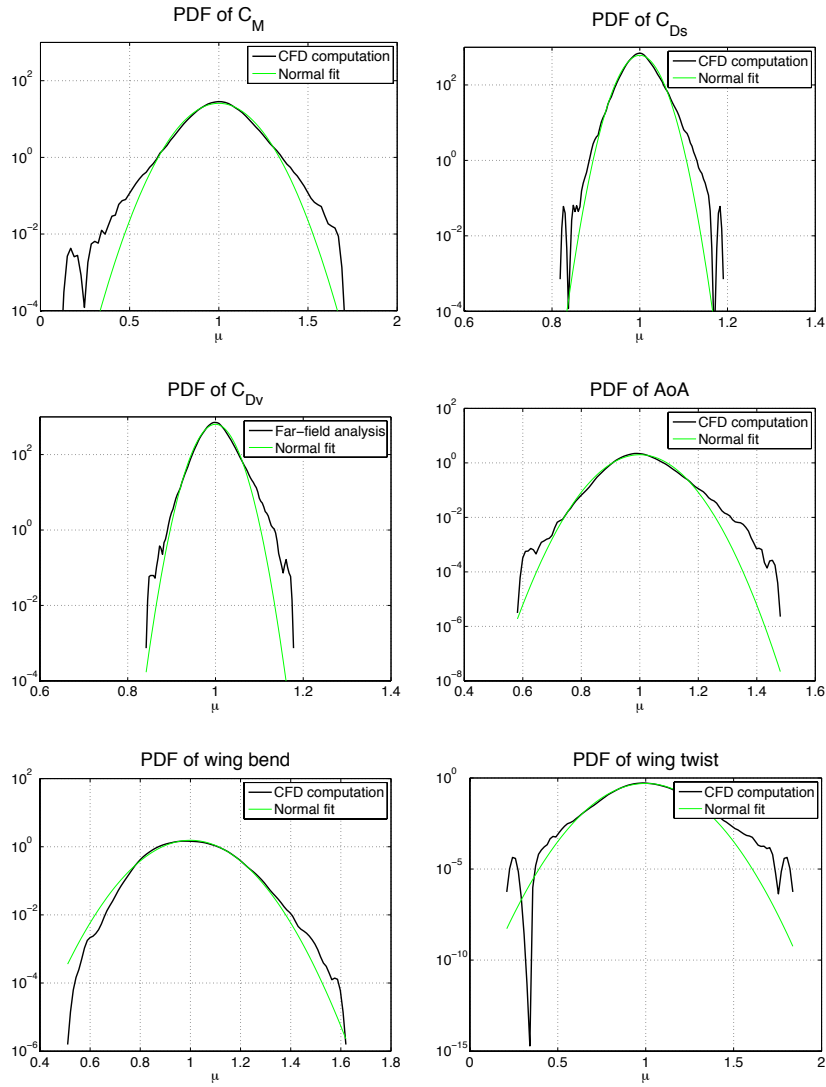 PDF of C_M
CFD computation
Normal fit
10^2
10^0
10^-2
10^-4
0 0.5 1 1.5 2
μ
PDF of C_Ds
CFD computation
Normal fit
10^2
10^0
10^-2
10^-4
0.6 0.8 1 1.2 1.4
μ
PDF of C_Dv
Far-field analysis
Normal fit
10^2
10^0
10^-2
10^-4
0.6 0.8 1 1.2 1.4
μ
PDF of AoA
CFD computation
Normal fit
10^2
10^0
10^-2
10^-4
10^-6
10^-8
0.4 0.6 0.8 1 1.2 1.4 1.6
μ
PDF of wing bend
CFD computation
Normal fit
10^2
10^0
10^-2
10^-4
10^-6
0.4 0.6 0.8 1 1.2 1.4 1.6 1.8
μ
PDF of wing twist
CFD computation
Normal fit
10^0
10^-5
10^-10
10^-15
0 0.5 1 1.5 2
μ